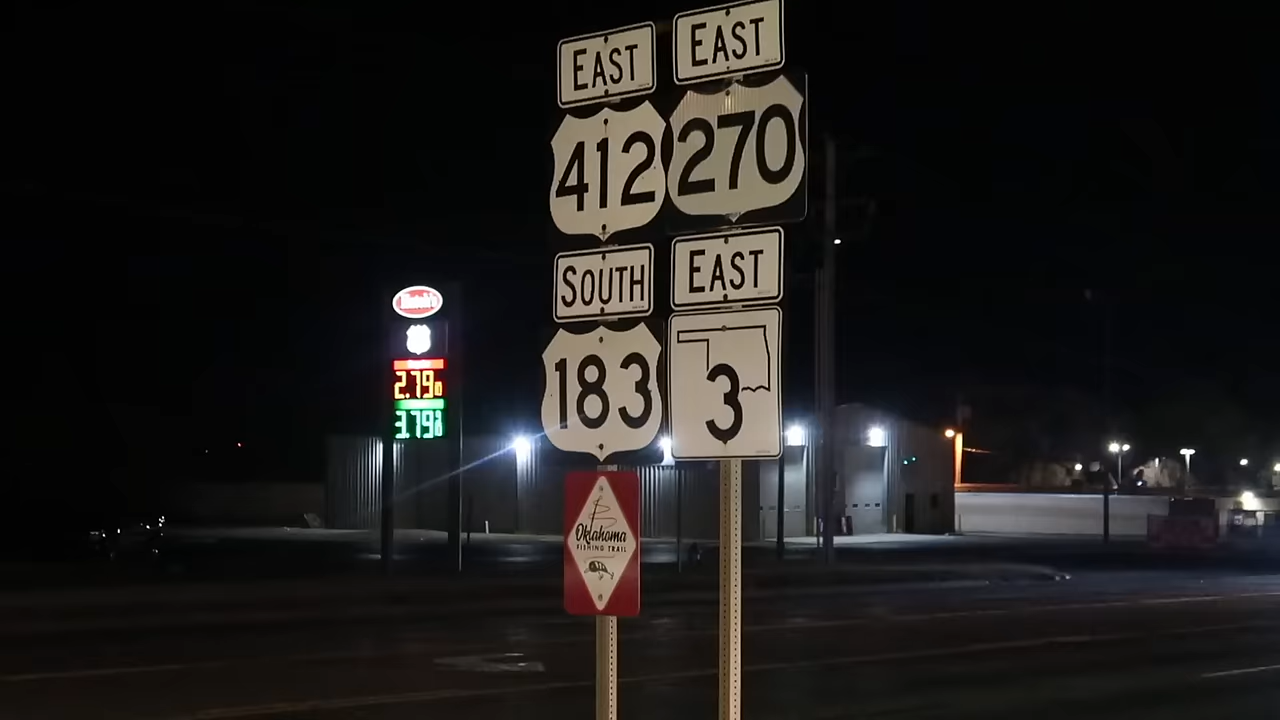 EAST
412
EAST
270
SOUTH
183
EAST
3
Oklahoma
FISHING TRAIL
2.79
3.79